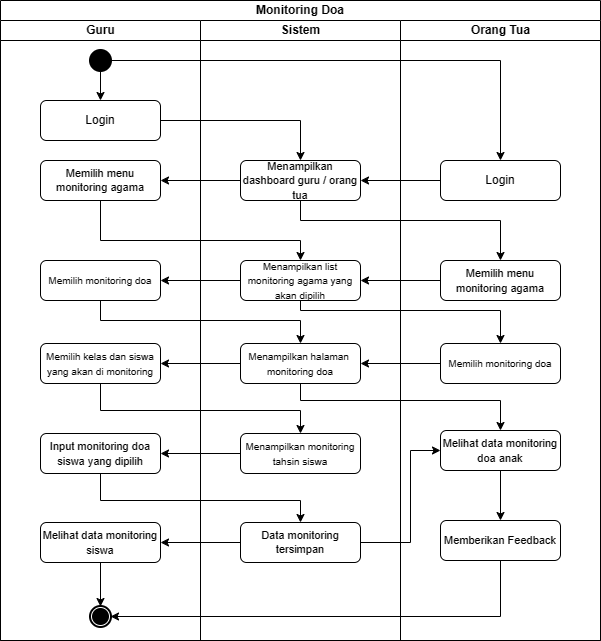 Monitoring Doa
Guru
Sistem
Orang Tua
Login
Memilih menu
monitoring agama
Menampilkan
dashboard guru / orang
tua
Login
Memilih monitoring doa
Menampilkan list
monitoring agama yang
akan dipilih
Memilih menu
monitoring agama
Memilih kelas dan siswa
yang akan di monitoring
Menampilkan halaman
monitoring doa
Memilih monitoring doa
Input monitoring doa
siswa yang dipilih
Menampilkan monitoring
tahsin siswa
Melihat data monitoring
doa anak
Melihat data monitoring
siswa
Data monitoring
tersimpan
Memberikan Feedback